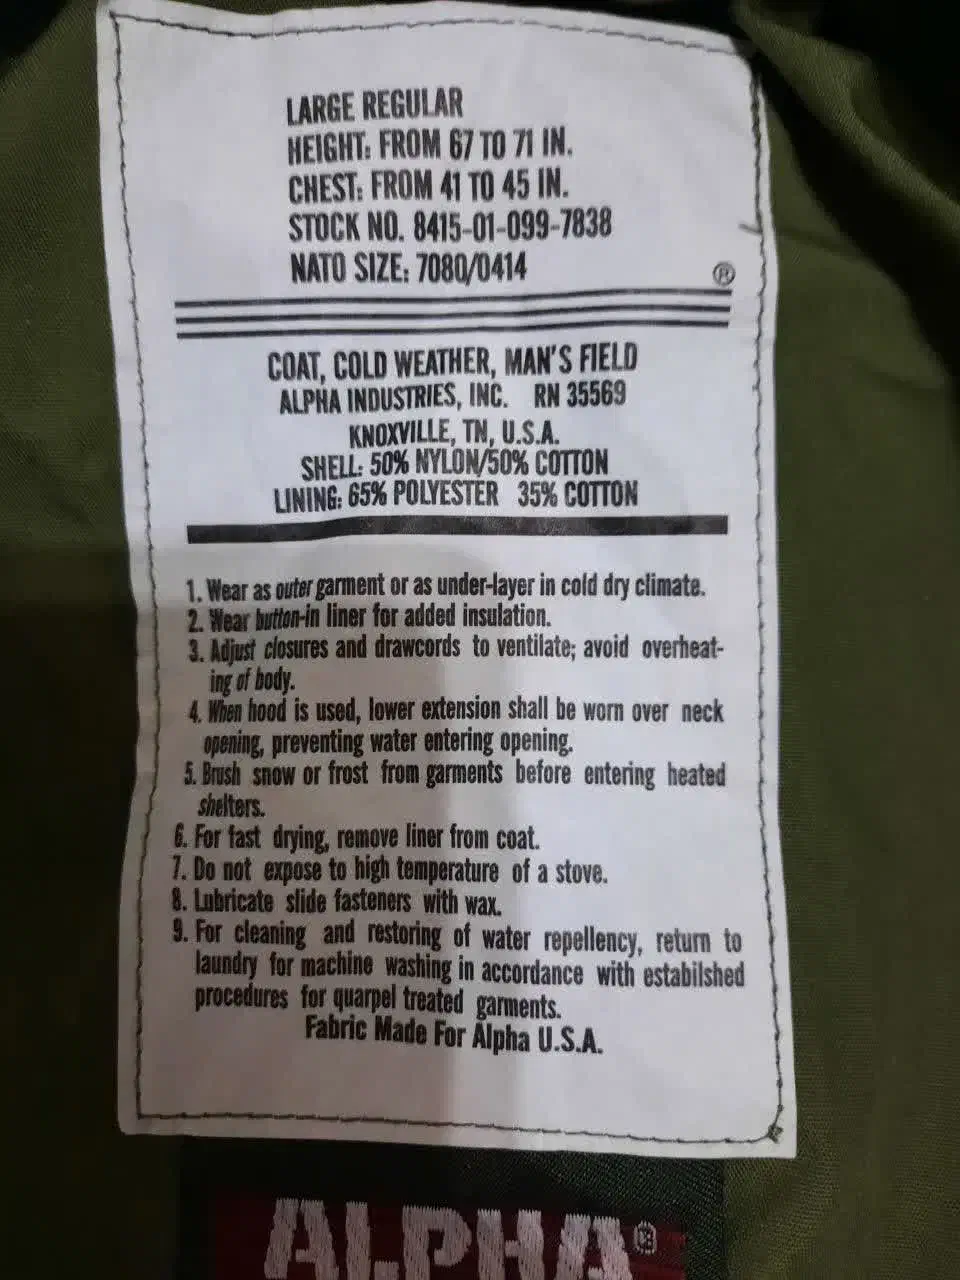 LARGE REGULAR
HEIGHT: FROM 67 TO 71 IN.
CHEST: FROM 41 TO 45 IN.
STOCK NO. 8415-01-099-7838
NATO SIZE: 7080/0414
®
COAT, COLD WEATHER, MAN'S FIELD
ALPHA INDUSTRIES, INC. RN 35569
KNOXVILLE, TN, U.S.A.
SHELL: 50% NYLON/50% COTTON
LINING: 65% POLYESTER 35% COTTON
1. Wear as outer garment or as under-layer in cold dry climate.
2. Wear button-in liner for added insulation.
3. Adjust closures and drawcords to ventilate; avoid overheat-
ing of body.
4. When hood is used, lower extension shall be worn over neck
opening, preventing water entering opening.
5. Brush snow or frost from garments before entering heated
shelters.
6. For fast drying, remove liner from coat.
7. Do not expose to high temperature of a stove.
8. Lubricate slide fasteners with wax.
9. For cleaning and restoring of water repellency, return to
laundry for machine washing in accordance with estabilshed
procedures for quarpel treated garments.
Fabric Made For Alpha U.S.A.
ALPHA®